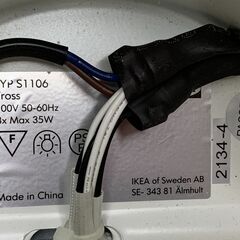 YP S1106
ross
00V 50-60Hz
x Max 35W
F
PS
E
Made in China
IKEA of Sweden AB
SE- 343 81 Älmhult
2134-4